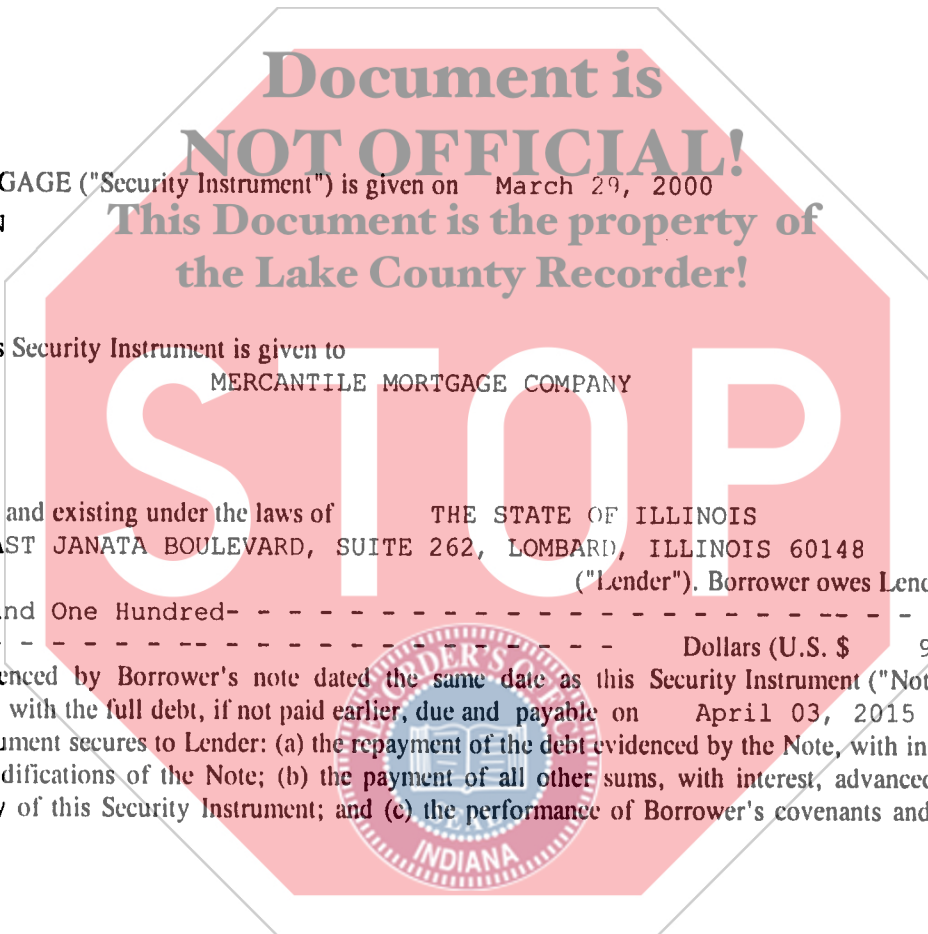 Document is
NOT OFFICIAL!
GAGE ("Security Instrument") is given on March 29, 2000
This Document is the property of
the Lake County Recorder!
Security Instrument is given to
MERCANTILE MORTGAGE COMPANY
STOP
and existing under the laws of THE STATE OF ILLINOIS
AST JANATA BOULEVARD, SUITE 262, LOMBARD, ILLINOIS 60148
("Lender"). Borrower owes Lend
nd One Hundred- - - - - - - - - - - - - - - - - - - - - - - - - -- -- -
- - - - - - - - - - - - - - - - - - - - Dollars (U.S. $ 9
enced by Borrower's note dated the same date as this Security Instrument ("Not
with the full debt, if not paid earlier, due and payable on April 03, 2015
ument secures to Lender: (a) the repayment of the debt evidenced by the Note, with in
difications of the Note; (b) the payment of all other sums, with interest, advanced
y of this Security Instrument; and (c) the performance of Borrower's covenants and
SEAL
INDIANA